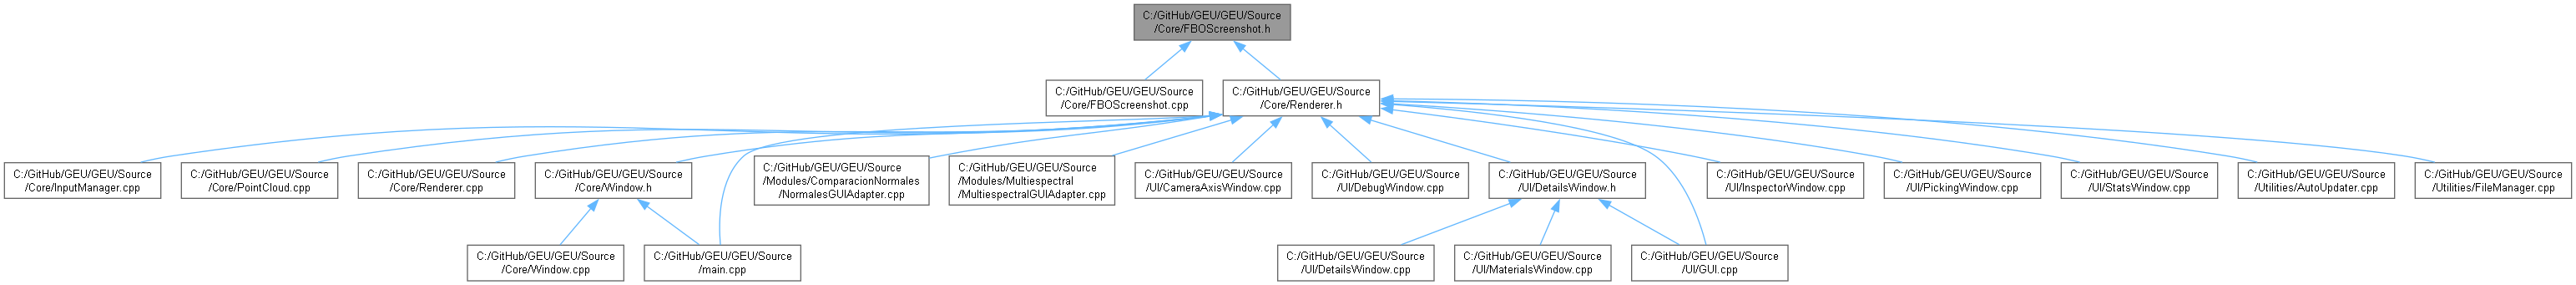 C:/GitHub/GEU/GEU/Source
/Core/FBOScreenshot.h
C:/GitHub/GEU/GEU/Source
/Core/FBOScreenshot.cpp
C:/GitHub/GEU/GEU/Source
/Core/Renderer.h
C:/GitHub/GEU/GEU/Source
/Core/InputManager.cpp
C:/GitHub/GEU/GEU/Source
/Core/PointCloud.cpp
C:/GitHub/GEU/GEU/Source
/Core/Renderer.cpp
C:/GitHub/GEU/GEU/Source
/Core/Window.h
C:/GitHub/GEU/GEU/Source
/Modules/ComparacionNormales
/NormalesGUIAdapter.cpp
C:/GitHub/GEU/GEU/Source
/Modules/Multiespectral
/MultiespectralGUIAdapter.cpp
C:/GitHub/GEU/GEU/Source
/UI/CameraAxisWindow.cpp
C:/GitHub/GEU/GEU/Source
/UI/DebugWindow.cpp
C:/GitHub/GEU/GEU/Source
/UI/DetailsWindow.h
C:/GitHub/GEU/GEU/Source
/UI/InspectorWindow.cpp
C:/GitHub/GEU/GEU/Source
/UI/PickingWindow.cpp
C:/GitHub/GEU/GEU/Source
/UI/StatsWindow.cpp
C:/GitHub/GEU/GEU/Source
/Utilities/AutoUpdater.cpp
C:/GitHub/GEU/GEU/Source
/Utilities/FileManager.cpp
C:/GitHub/GEU/GEU/Source
/Core/Window.cpp
C:/GitHub/GEU/GEU/Source
/main.cpp
C:/GitHub/GEU/GEU/Source
/UI/DetailsWindow.cpp
C:/GitHub/GEU/GEU/Source
/UI/MaterialsWindow.cpp
C:/GitHub/GEU/GEU/Source
/UI/GUI.cpp